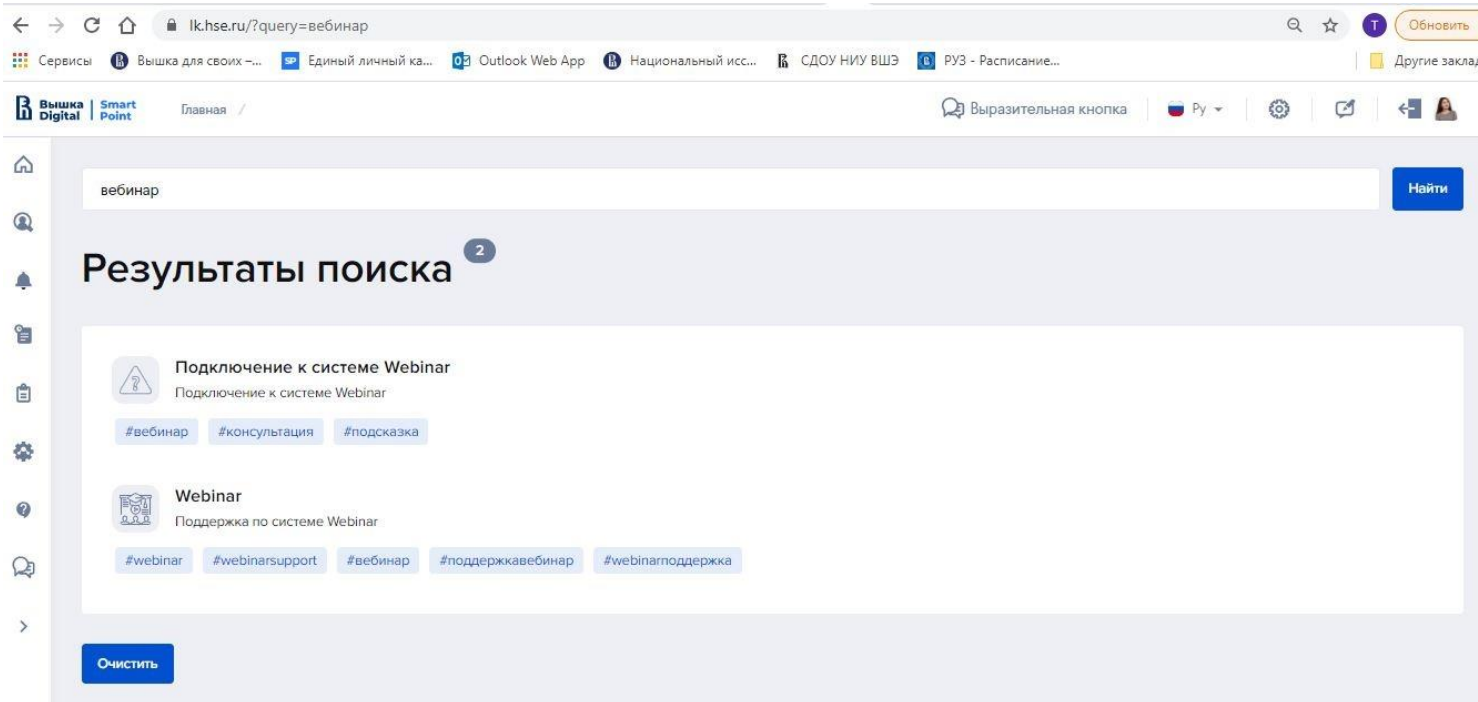 lk.hse.ru/?query=вебинар
Т
Обновить
Сервисы Вышка для своих –... Единый личный ка... Outlook Web App Национальный исс... СДОУ НИУ ВШЭ РУЗ - Расписание... Другие заклад
Вышка Digital Smart Point
Главная /
Выразительная кнопка
Ру
вебинар
Найти
Результаты поиска 2
Подключение к системе Webinar
Подключение к системе Webinar
#вебинар #консультация #подсказка
Webinar
Поддержка по системе Webinar
#webinar #webinarsupport #вебинар #поддержкавебинар #webinarподдержка
Очистить